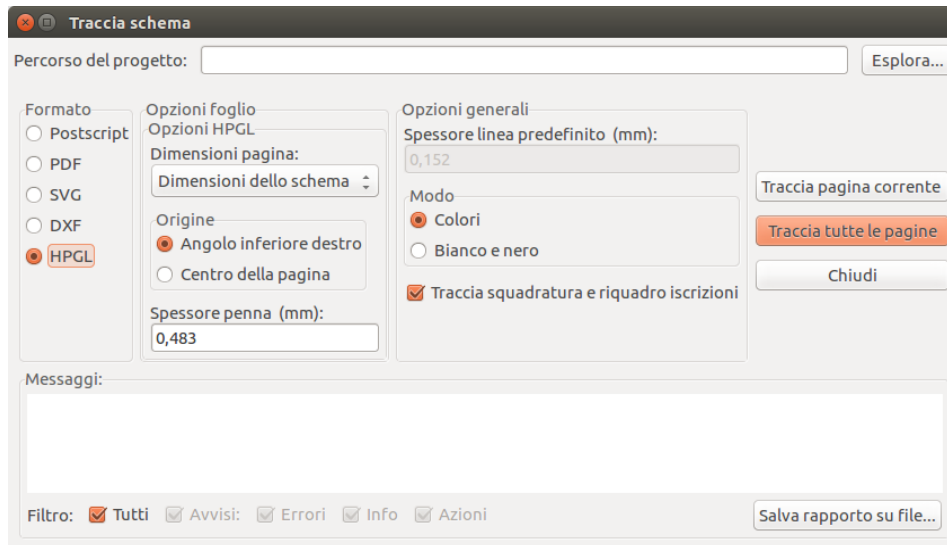 Traccia schema
Percorso del progetto:
Esplora...
Formato
Postscript
PDF
SVG
DXF
HPGL
Opzioni foglio
Opzioni HPGL
Dimensioni pagina:
Dimensioni dello schema
Origine
Angolo inferiore destro
Centro della pagina
Spessore penna (mm):
0,483
Opzioni generali
Spessore linea predefinito (mm):
0,152
Modo
Colori
Bianco e nero
Traccia squadratura e riquadro iscrizioni
Traccia pagina corrente
Traccia tutte le pagine
Chiudi
Messaggi:
Filtro: Tutti Avvisi: Errori Info Azioni
Salva rapporto su file...